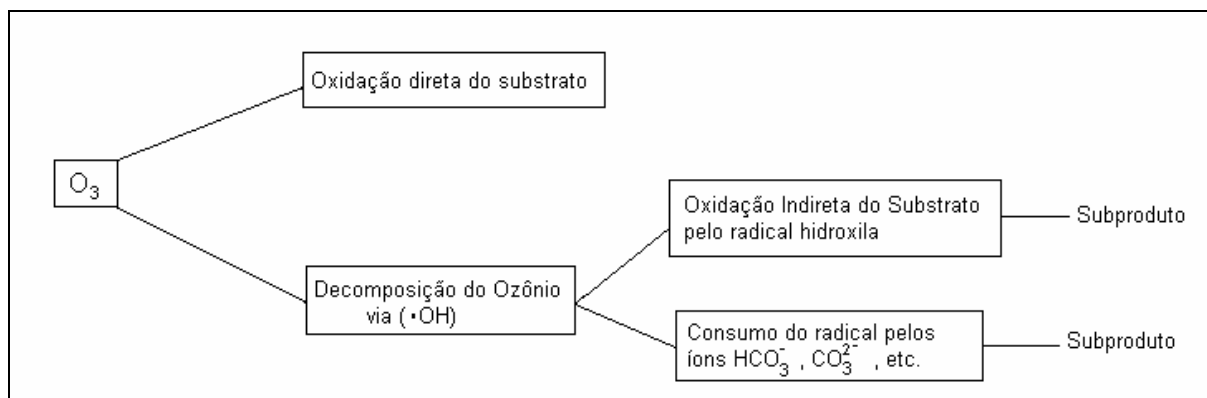 Oxidação direta do substrato
O₃
Oxidação Indireta do Substrato
pelo radical hidroxila
Subproduto
Decomposição do Ozônio
via (•OH)
Consumo do radical pelos
íons HCO₃⁻ , CO₃²⁻ , etc.
Subproduto